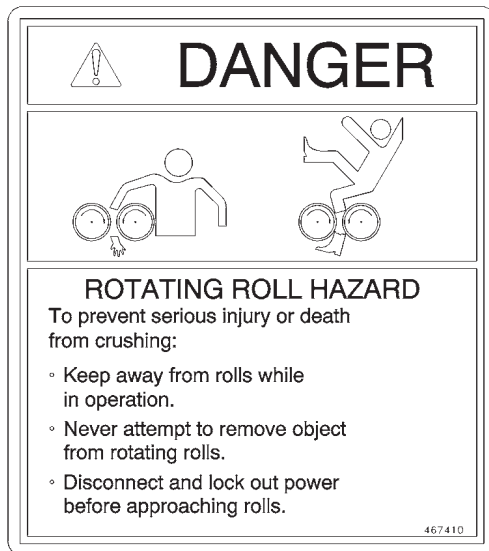 DANGER
ROTATING ROLL HAZARD
To prevent serious injury or death
from crushing:
◦ Keep away from rolls while
in operation.
◦ Never attempt to remove object
from rotating rolls.
◦ Disconnect and lock out power
before approaching rolls.
467410